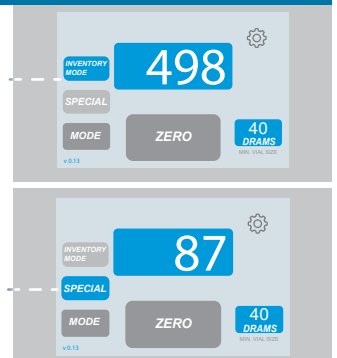 INVENTORY
MODE
498
SPECIAL
MODE
ZERO
40
DRAMS
MIN. VIAL SIZE
v 0.13
INVENTORY
MODE
87
SPECIAL
MODE
ZERO
40
DRAMS
MIN. VIAL SIZE
v 0.13